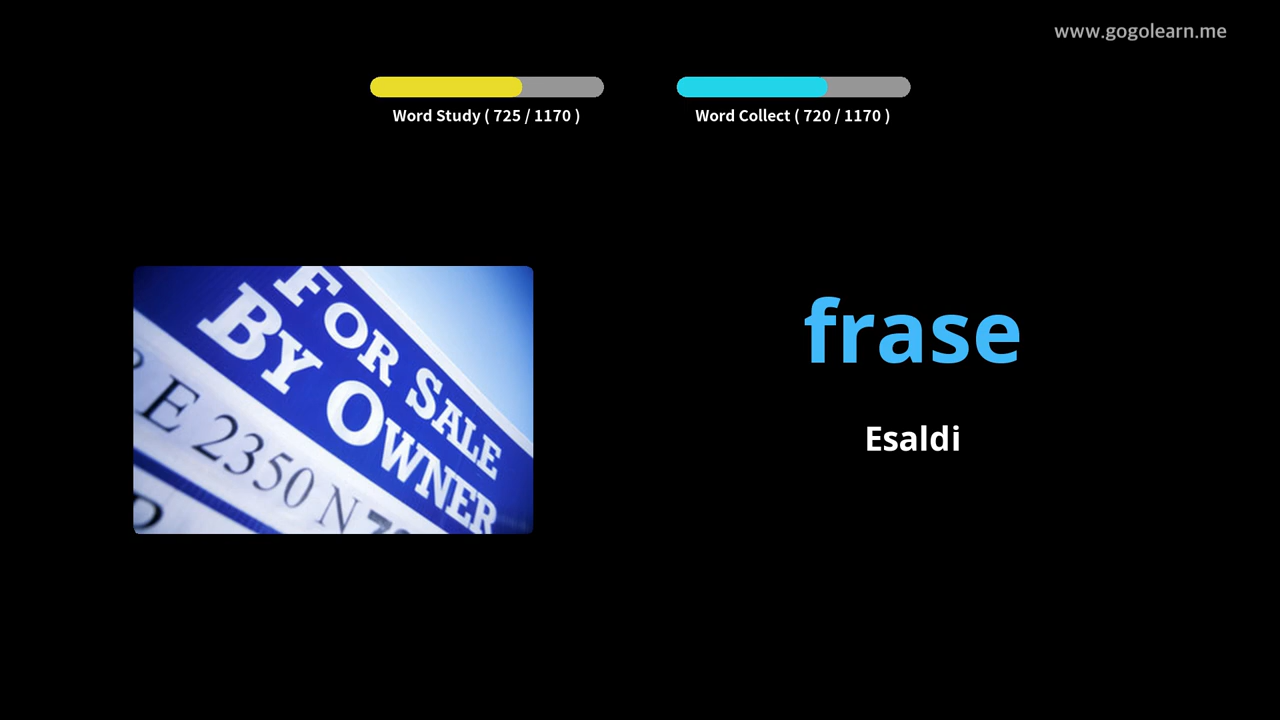 www.gogolearn.me
Word Study ( 725 / 1170 )
Word Collect ( 720 / 1170 )
FOR SALE
BY OWNER
E 2350 N
frase
Esaldi